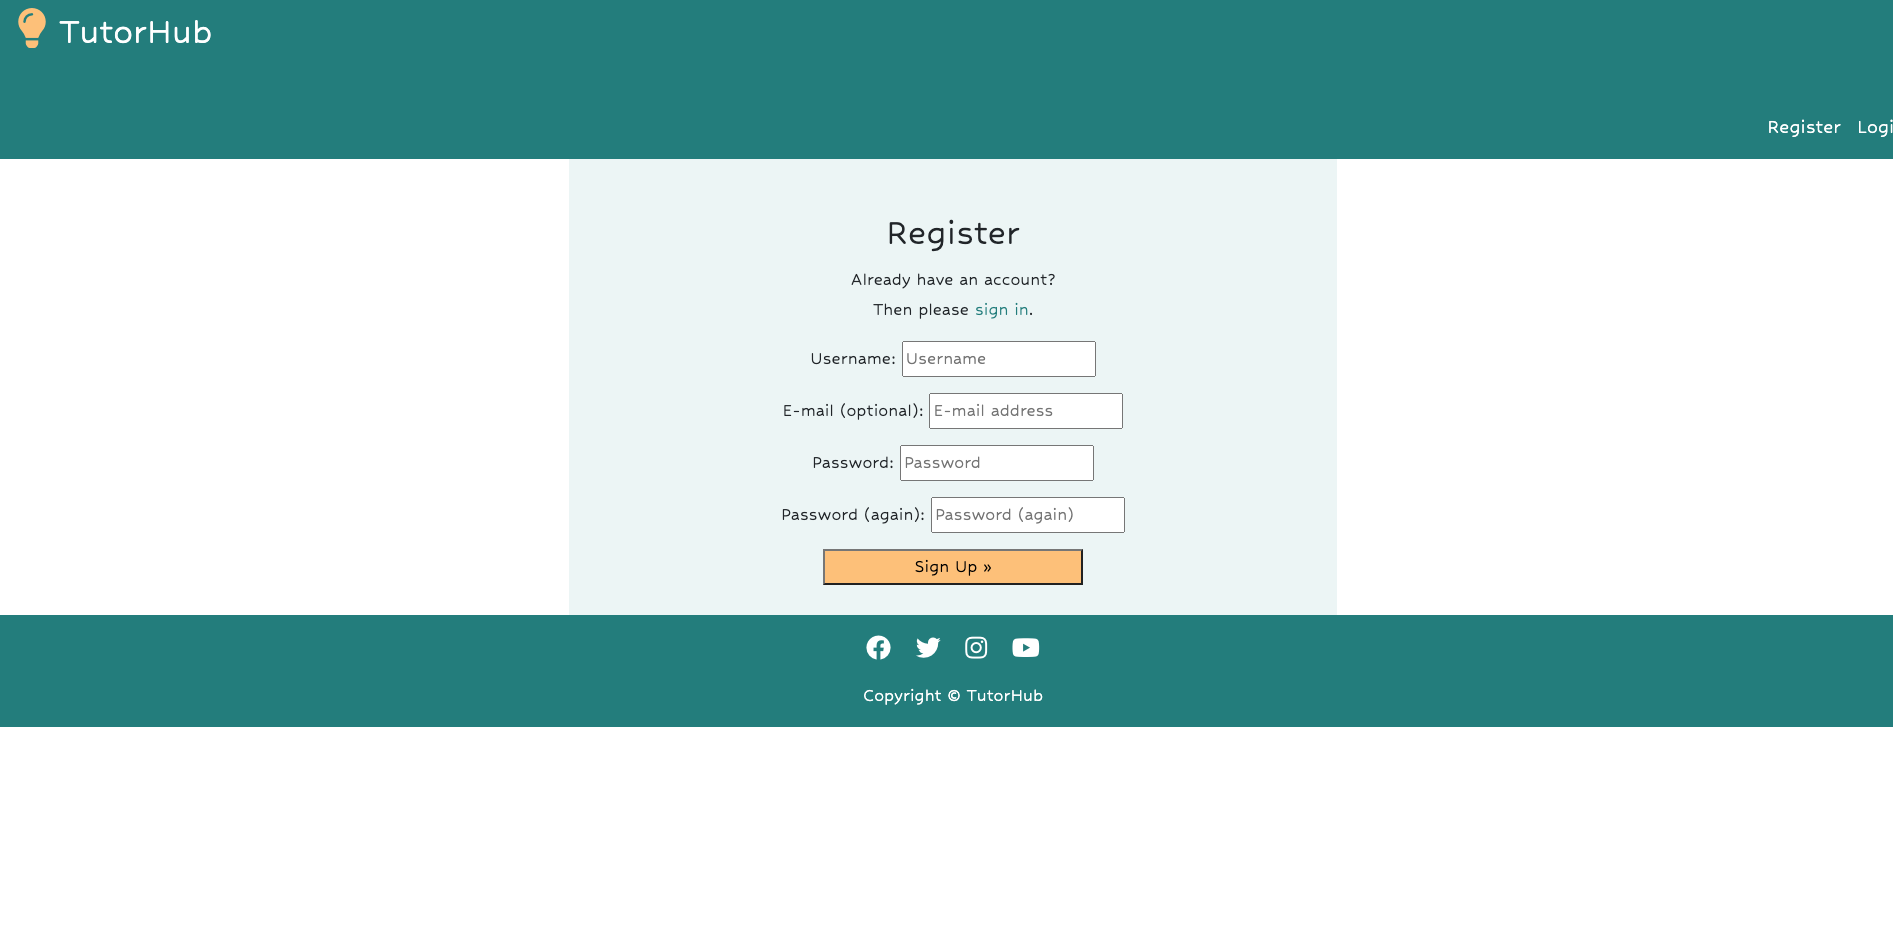 TutorHub
Register Logi
Register
Already have an account?
Then please sign in.
Username: Username
E-mail (optional): E-mail address
Password: Password
Password (again): Password (again)
Sign Up »
Copyright © TutorHub